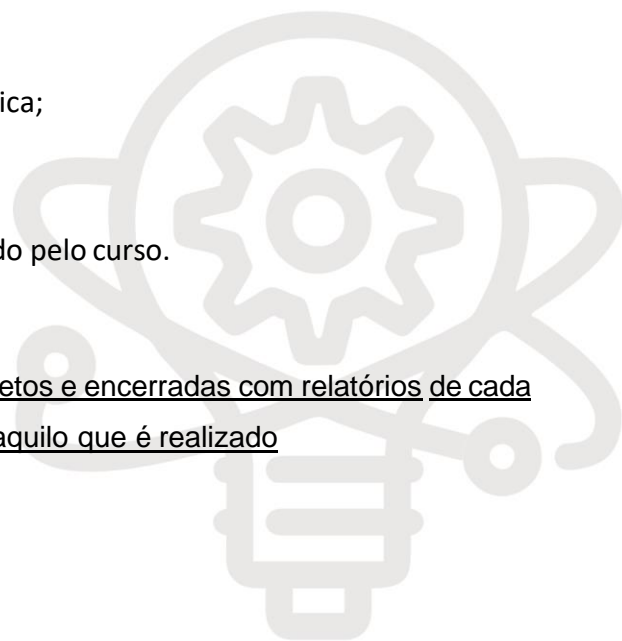 ica;
do pelo curso.
etos e encerradas com relatórios de cada
aquilo que é realizado